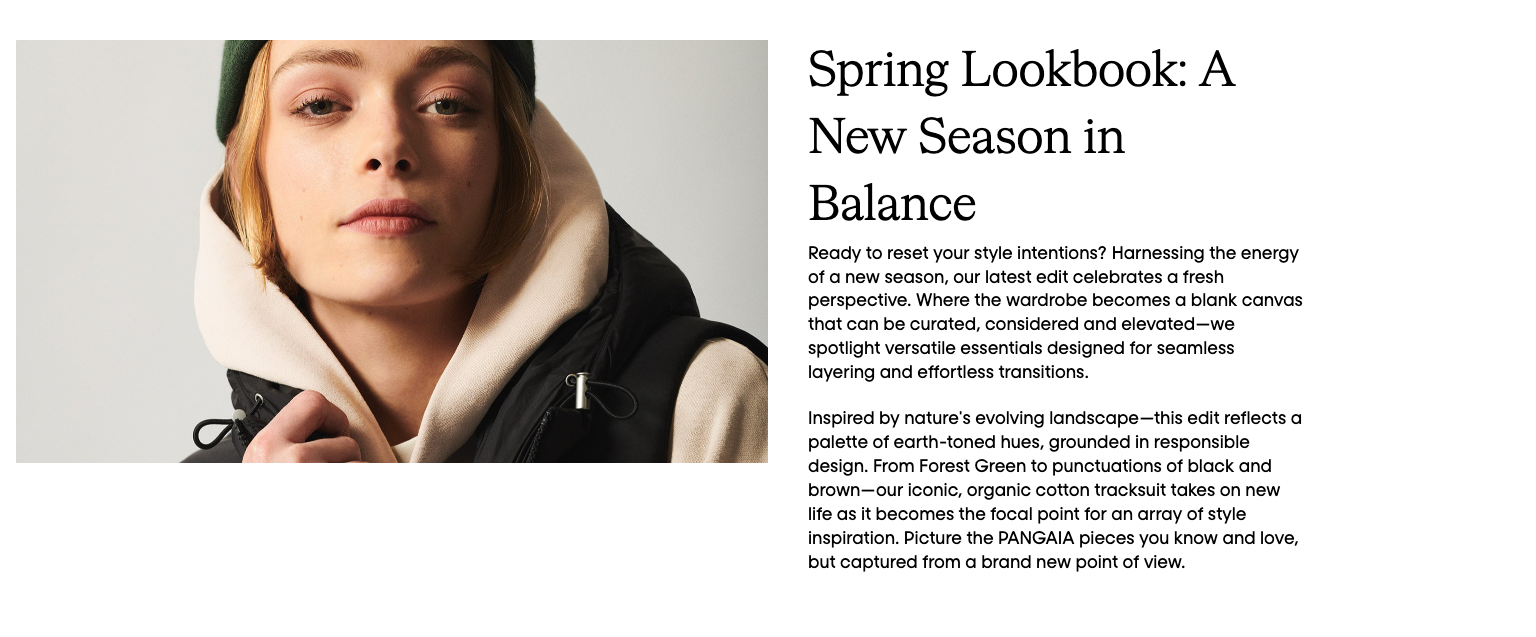 Spring Lookbook: A
New Season in
Balance
Ready to reset your style intentions? Harnessing the energy
of a new season, our latest edit celebrates a fresh
perspective. Where the wardrobe becomes a blank canvas
that can be curated, considered and elevated—we
spotlight versatile essentials designed for seamless
layering and effortless transitions.
Inspired by nature's evolving landscape—this edit reflects a
palette of earth-toned hues, grounded in responsible
design. From Forest Green to punctuations of black and
brown—our iconic, organic cotton tracksuit takes on new
life as it becomes the focal point for an array of style
inspiration. Picture the PANGAIA pieces you know and love,
but captured from a brand new point of view.